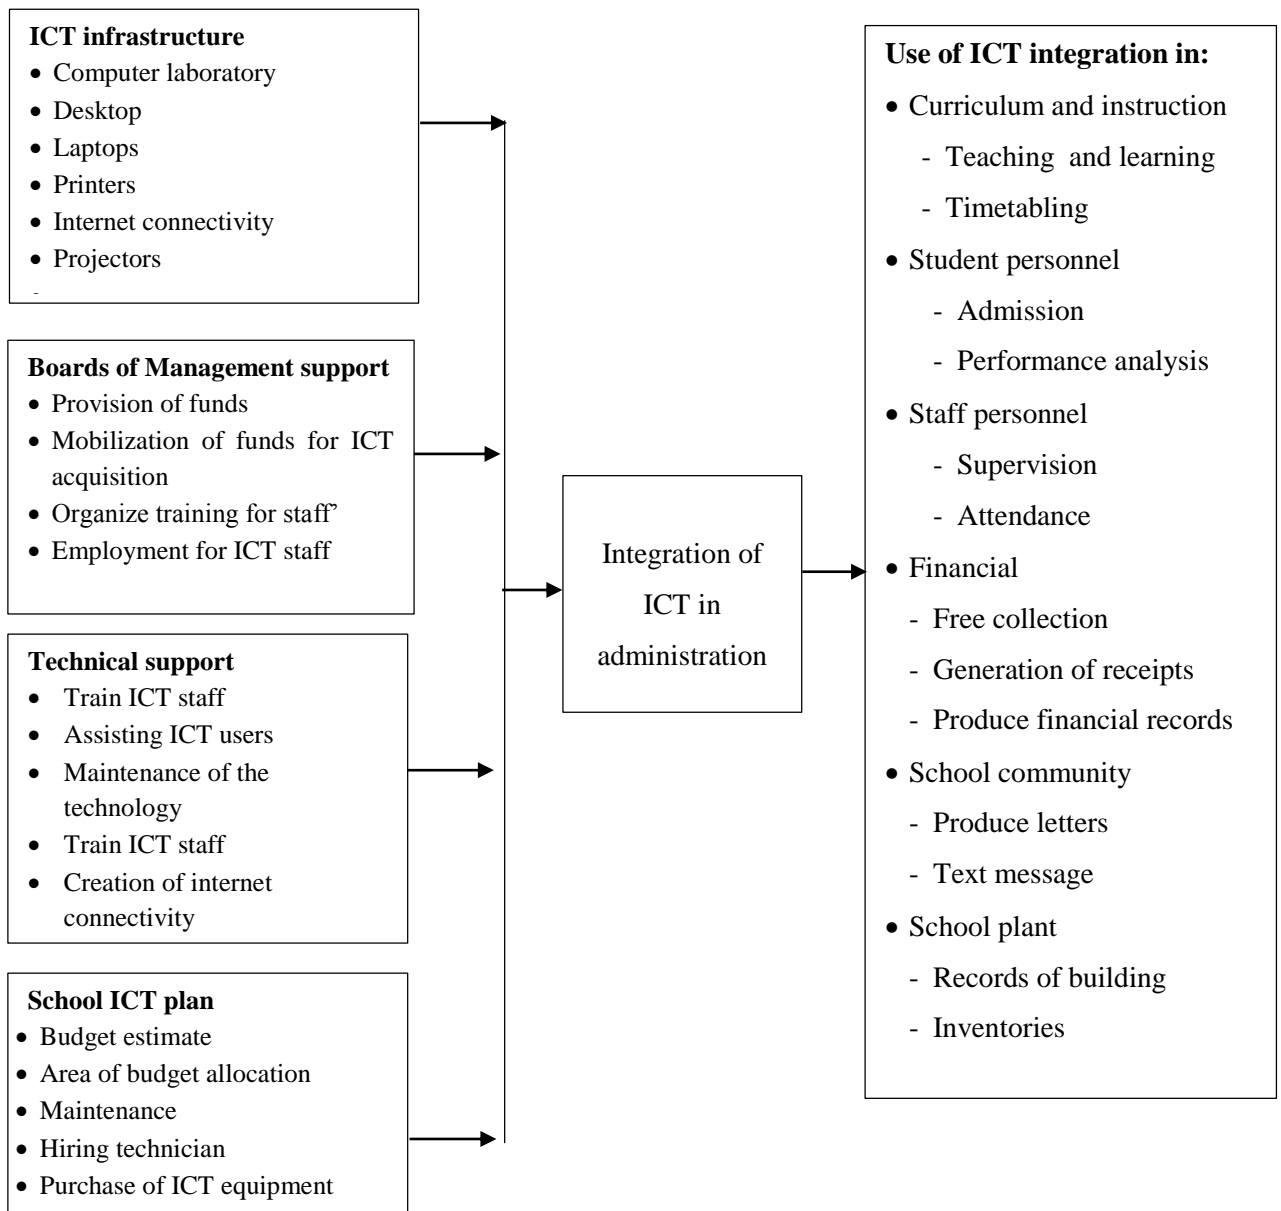 ICT infrastructure
• Computer laboratory
• Desktop
• Laptops
• Printers
• Internet connectivity
• Projectors
•
Boards of Management support
• Provision of funds
• Mobilization of funds for ICT
acquisition
• Organize training for staff’
• Employment for ICT staff
Technical support
• Train ICT staff
• Assisting ICT users
• Maintenance of the
technology
• Train ICT staff
• Creation of internet
connectivity
School ICT plan
• Budget estimate
• Area of budget allocation
• Maintenance
• Hiring technician
• Purchase of ICT equipment
Integration of
ICT in
administration
Use of ICT integration in:
• Curriculum and instruction
- Teaching and learning
- Timetabling
• Student personnel
- Admission
- Performance analysis
• Staff personnel
- Supervision
- Attendance
• Financial
- Free collection
- Generation of receipts
- Produce financial records
• School community
- Produce letters
- Text message
• School plant
- Records of building
- Inventories